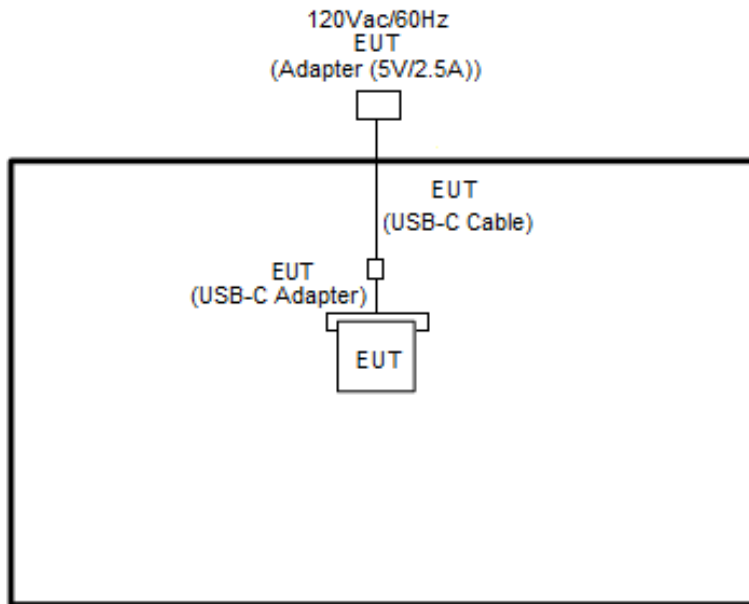 120Vac/60Hz
EUT
(Adapter (5V/2.5A))
EUT
(USB-C Cable)
EUT
(USB-C Adapter)
EUT